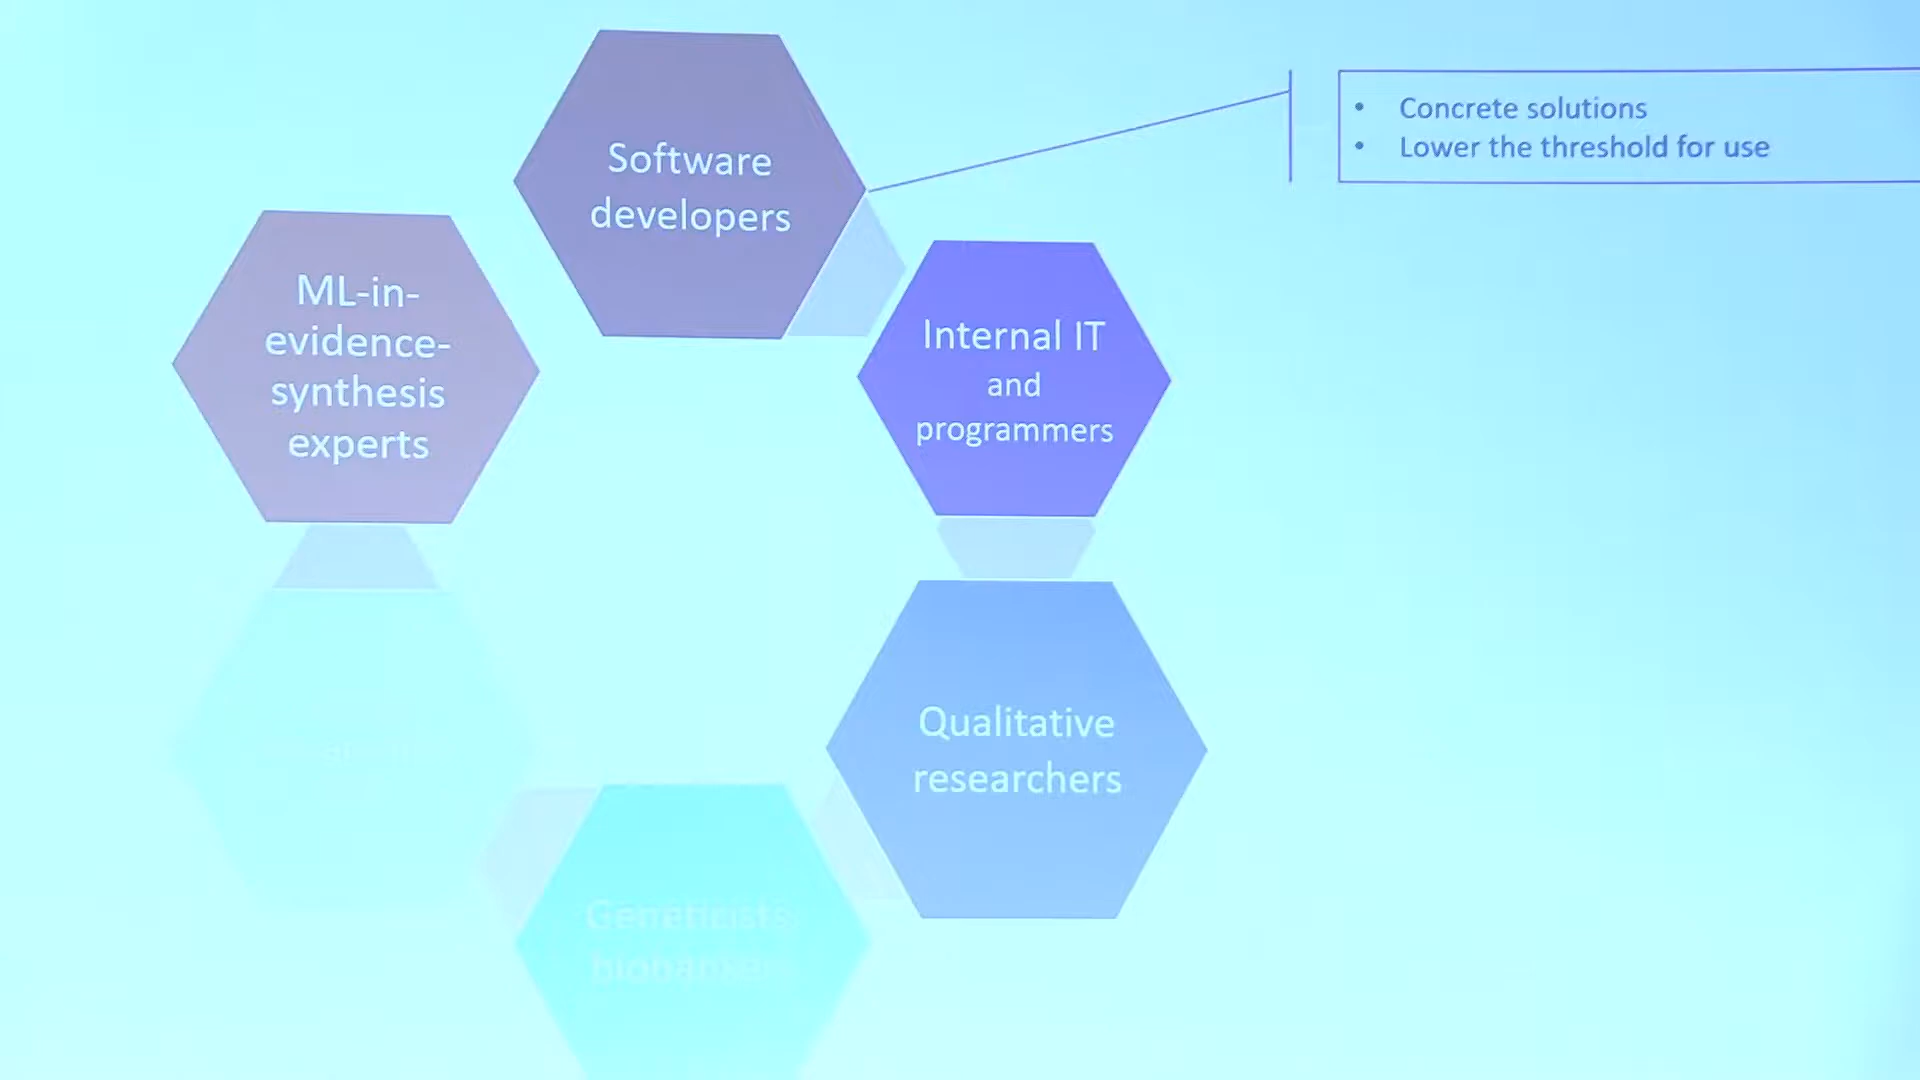 Software
developers
• Concrete solutions
• Lower the threshold for use
ML-in-
evidence-
synthesis
experts
Internal IT
and
programmers
Qualitative
researchers
Geneticists